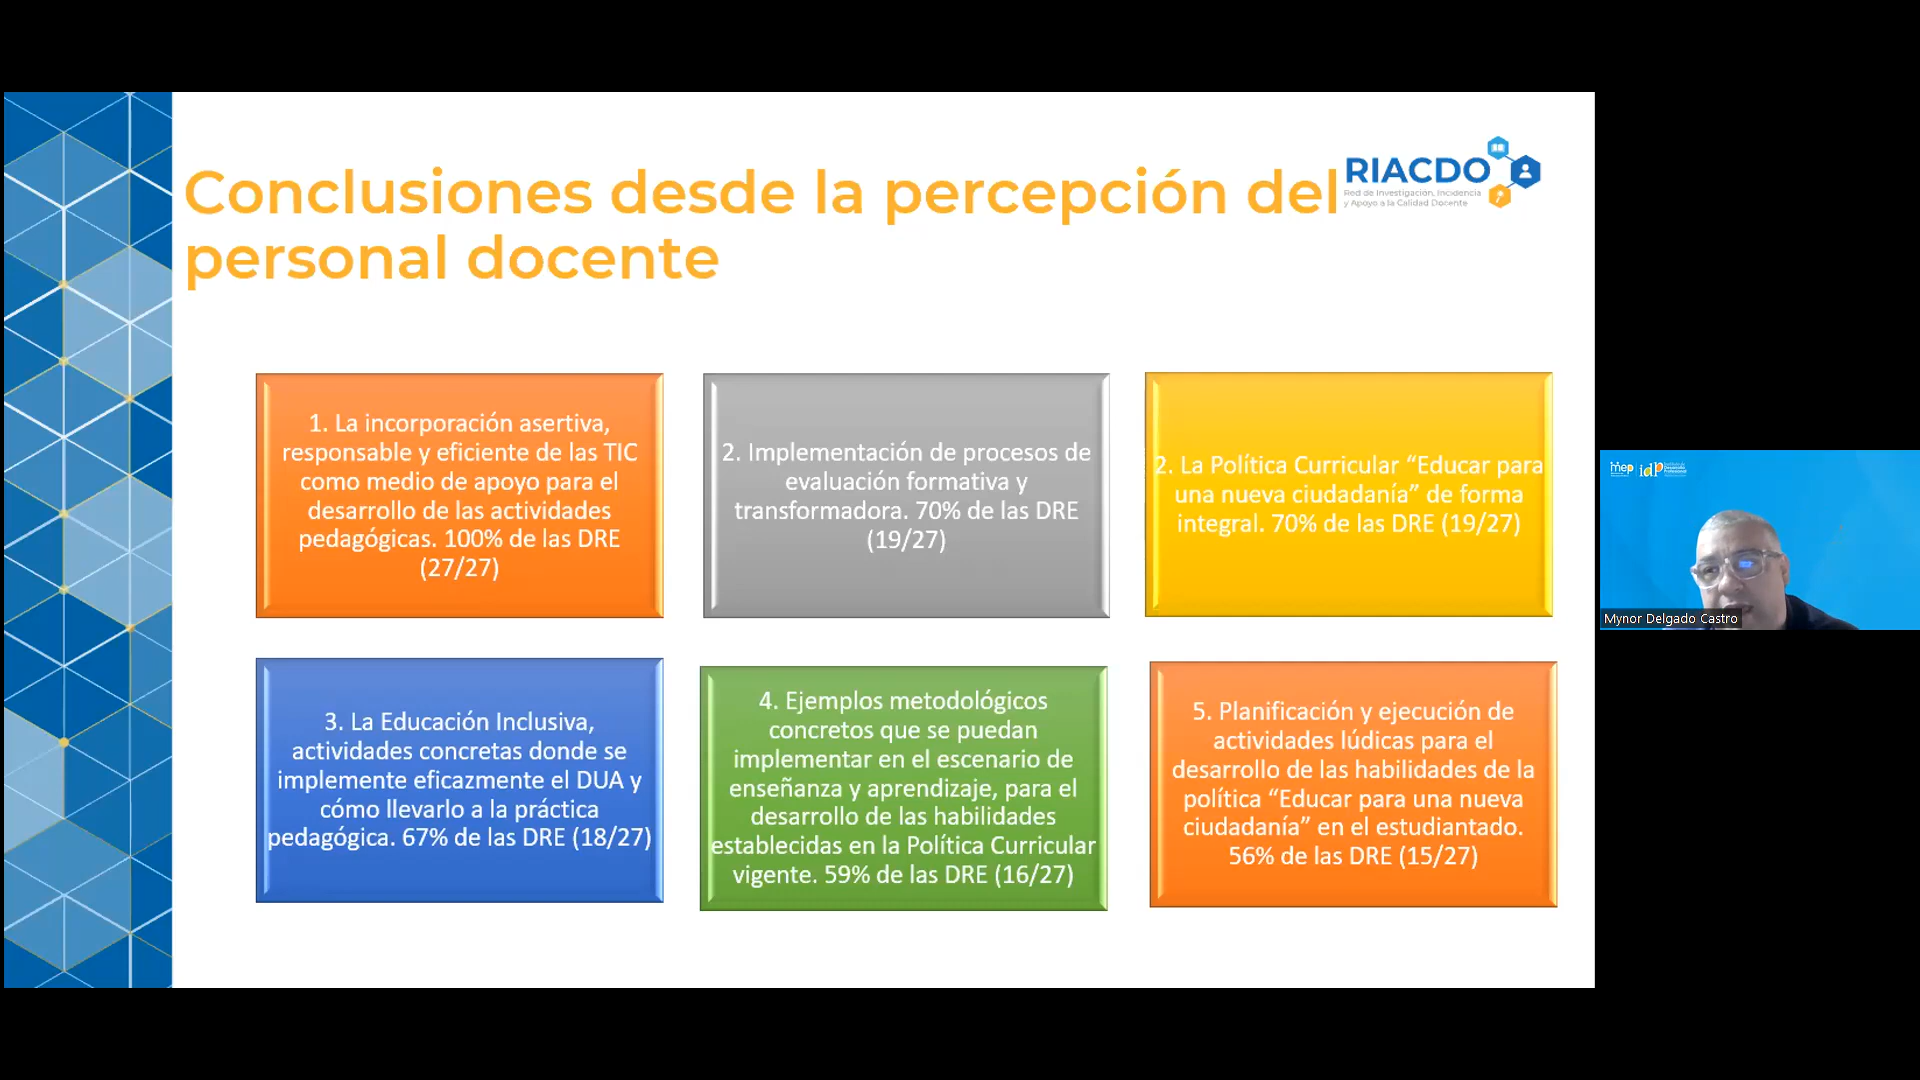 Conclusiones desde la percepción del
personal docente
RIACDO
Red de Investigación, Incidencia
y Apoyo a la Calidad Docente
1. La incorporación asertiva,
responsable y eficiente de las TIC
como medio de apoyo para el
desarrollo de las actividades
pedagógicas. 100% de las DRE
(27/27)
2. Implementación de procesos de
evaluación formativa y
transformadora. 70% de las DRE
(19/27)
2. La Política Curricular “Educar para
una nueva ciudadanía” de forma
integral. 70% de las DRE (19/27)
3. La Educación Inclusiva,
actividades concretas donde se
implemente eficazmente el DUA y
cómo llevarlo a la práctica
pedagógica. 67% de las DRE (18/27)
4. Ejemplos metodológicos
concretos que se puedan
implementar en el escenario de
enseñanza y aprendizaje, para el
desarrollo de las habilidades
establecidas en la Política Curricular
vigente. 59% de las DRE (16/27)
5. Planificación y ejecución de
actividades lúdicas para el
desarrollo de las habilidades de la
política “Educar para una nueva
ciudadanía” en el estudiantado.
56% de las DRE (15/27)
mep
idp
Mynor Delgado Castro